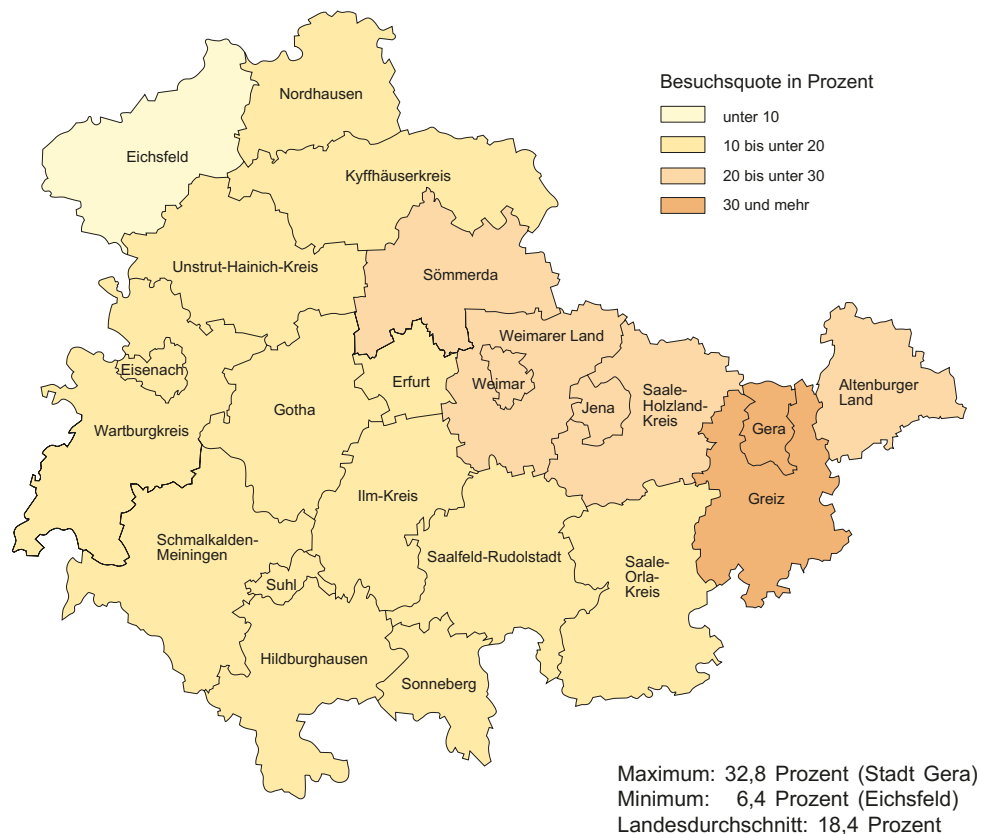 Besuchsquote in Prozent
unter 10
10 bis unter 20
20 bis unter 30
30 und mehr
Nordhausen
Eichsfeld
Kyffhäuserkreis
Unstrut-Hainich-Kreis
Sömmerda
Weimarer Land
Eisenach
Erfurt
Weimar
Jena
Saale-
Holzland-
Kreis
Altenburger
Land
Gotha
Wartburgkreis
Gera
Ilm-Kreis
Greiz
Schmalkalden-
Meiningen
Saalfeld-Rudolstadt
Saale-
Orla-
Kreis
Suhl
Hildburghausen
Sonneberg
Maximum: 32,8 Prozent (Stadt Gera)
Minimum: 6,4 Prozent (Eichsfeld)
Landesdurchschnitt: 18,4 Prozent